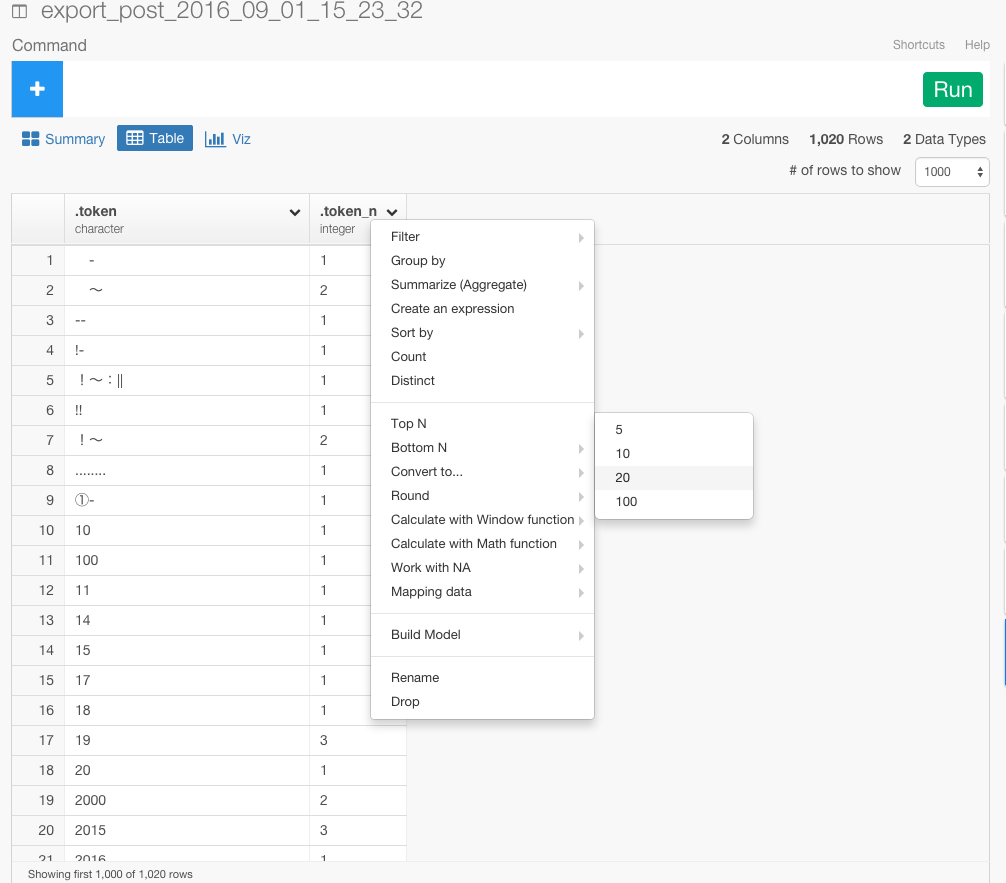 export_post_2016_09_01_15_23_32
Command
Shortcuts Help
+ Run
Summary Table Viz
2 Columns 1,020 Rows 2 Data Types
# of rows to show 1000
.token .token_n
character integer
1 - 1
2 ～ 2
3 -- 1
4 !- 1
5 ！～：‖ 1
6 !! 1
7 ！～ 2
8 ........ 1
9 ①- 1
10 10 1
11 100 1
12 11 1
13 14 1
14 15 1
15 17 1
16 18 1
17 19 3
18 20 1
19 2000 2
20 2015 3
21 2016 1
Showing first 1,000 of 1,020 rows
Filter
Group by
Summarize (Aggregate)
Create an expression
Sort by
Count
Distinct
Top N
Bottom N
Convert to...
Round
Calculate with Window function
Calculate with Math function
Work with NA
Mapping data
Build Model
Rename
Drop
5
10
20
100